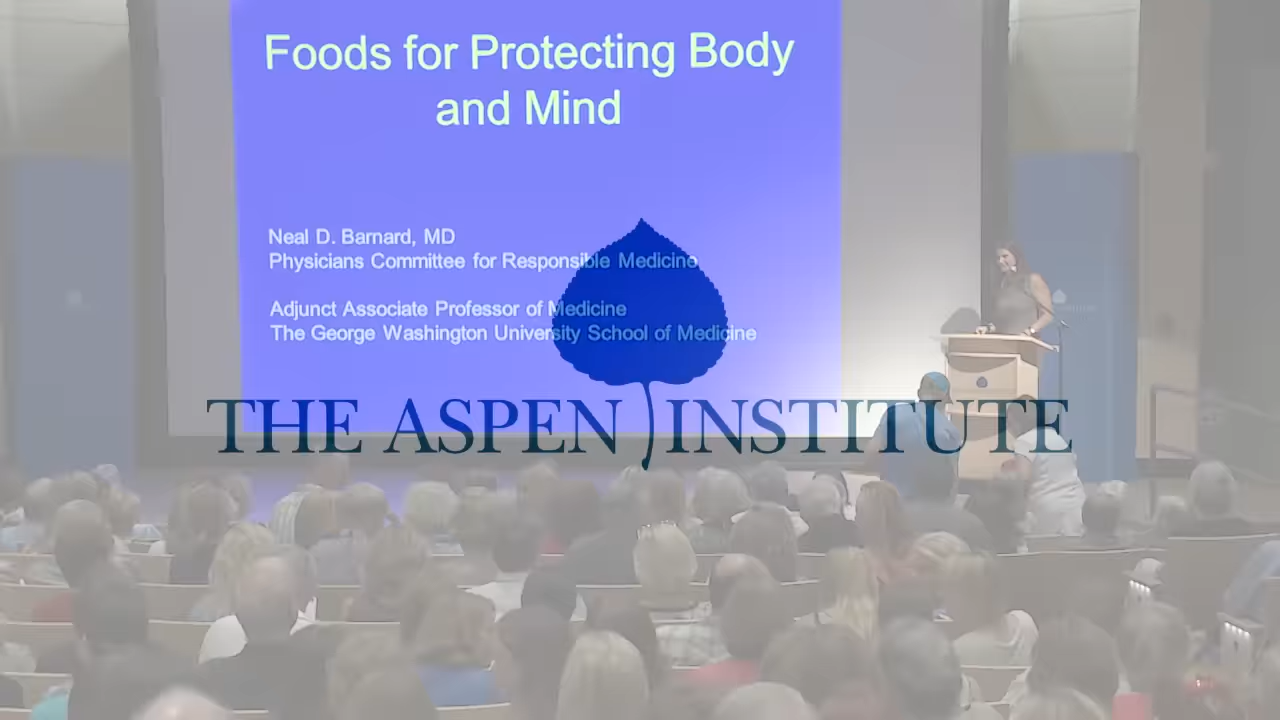 Foods for Protecting Body
and Mind
Neal D. Barnard, MD
Physicians Committee for Responsible Medicine
Adjunct Associate Professor of Medicine
The George Washington University School of Medicine
THE ASPEN INSTITUTE